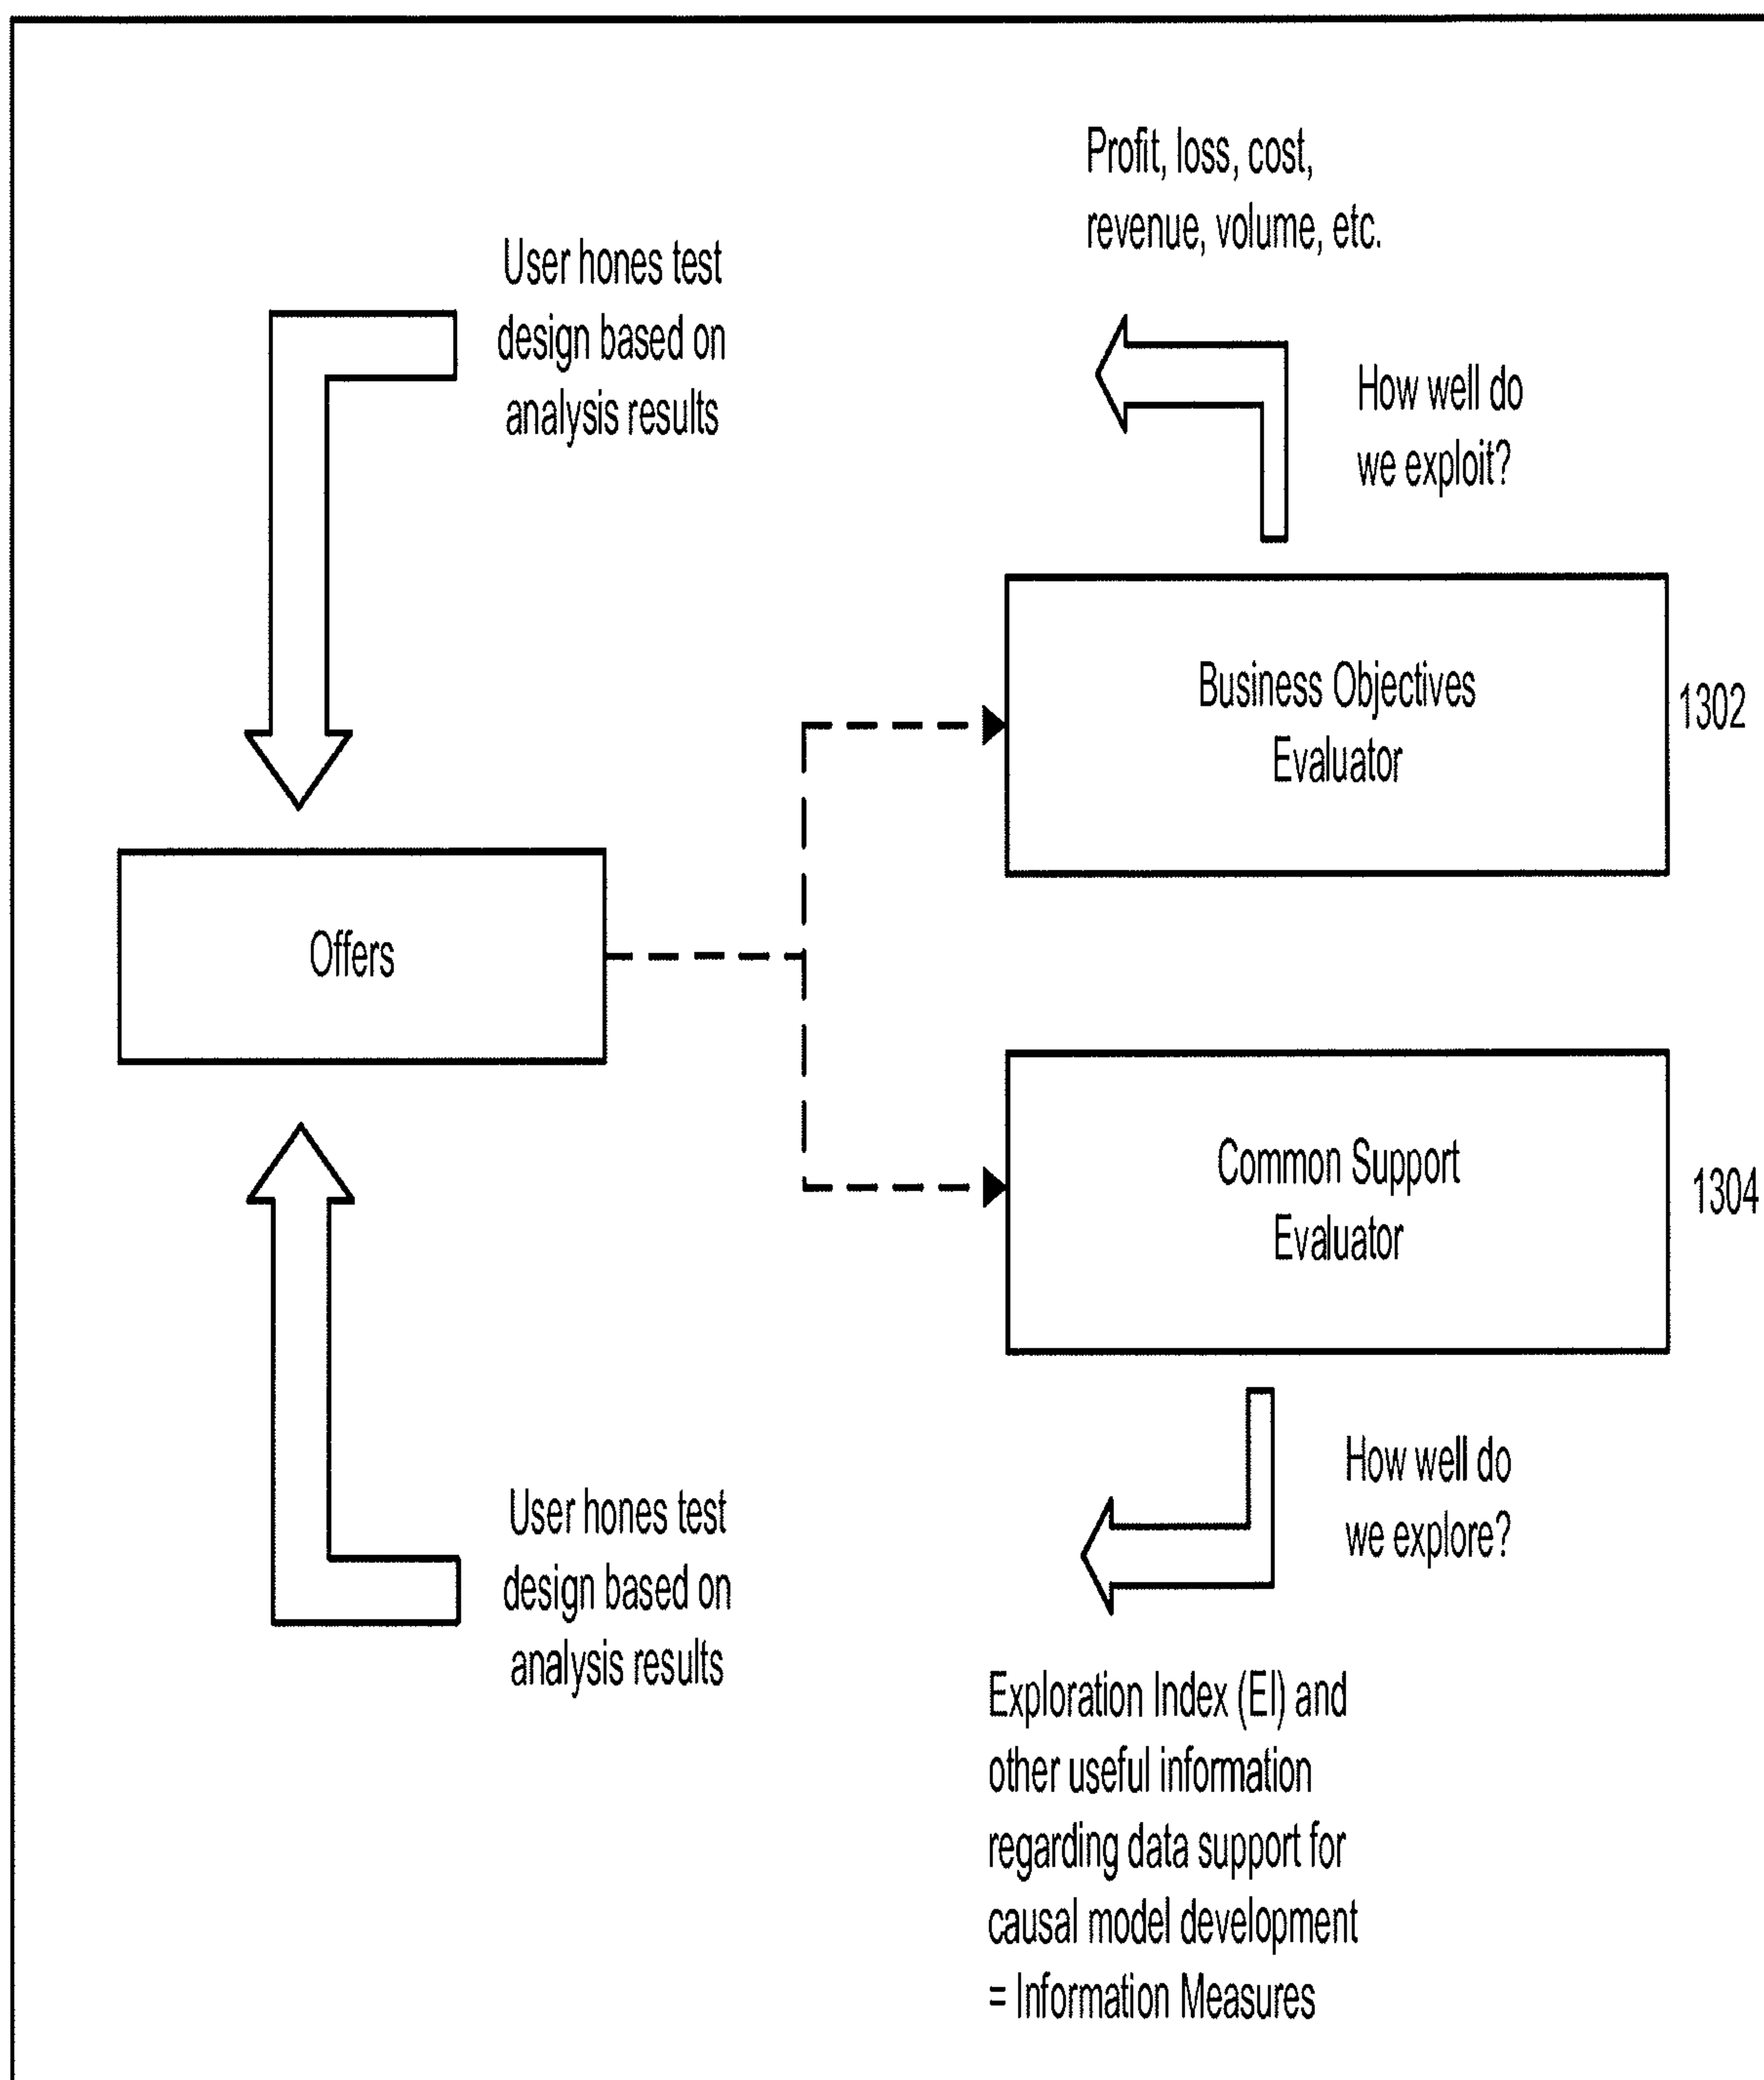 Profit, loss, cost,
revenue, volume, etc.
User hones test
design based on
analysis results
How well do
we exploit?
Business Objectives
Evaluator
1302
Offers
Common Support
Evaluator
1304
How well do
we explore?
User hones test
design based on
analysis results
Exploration Index (EI) and
other useful information
regarding data support for
causal model development
= Information Measures